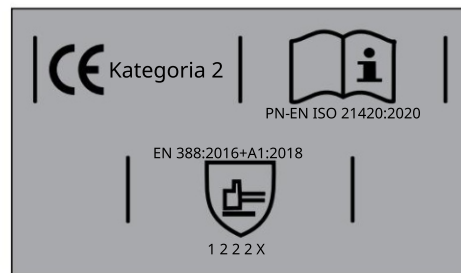 CE Kategoria 2
i
PN-EN ISO 21420:2020
EN 388:2016+A1:2018
1 2 2 2 X